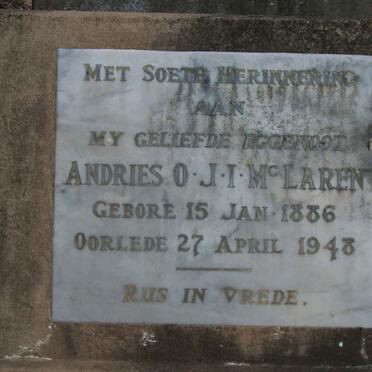 MET SOETE HERINNERING
AAN
MY GELIEFDE EGGENOOT
ANDRIES O·J·I·McLAREN
GEBORE 15 JAN 1886
OORLEDE 27 APRIL 1948
RUS IN VREDE.